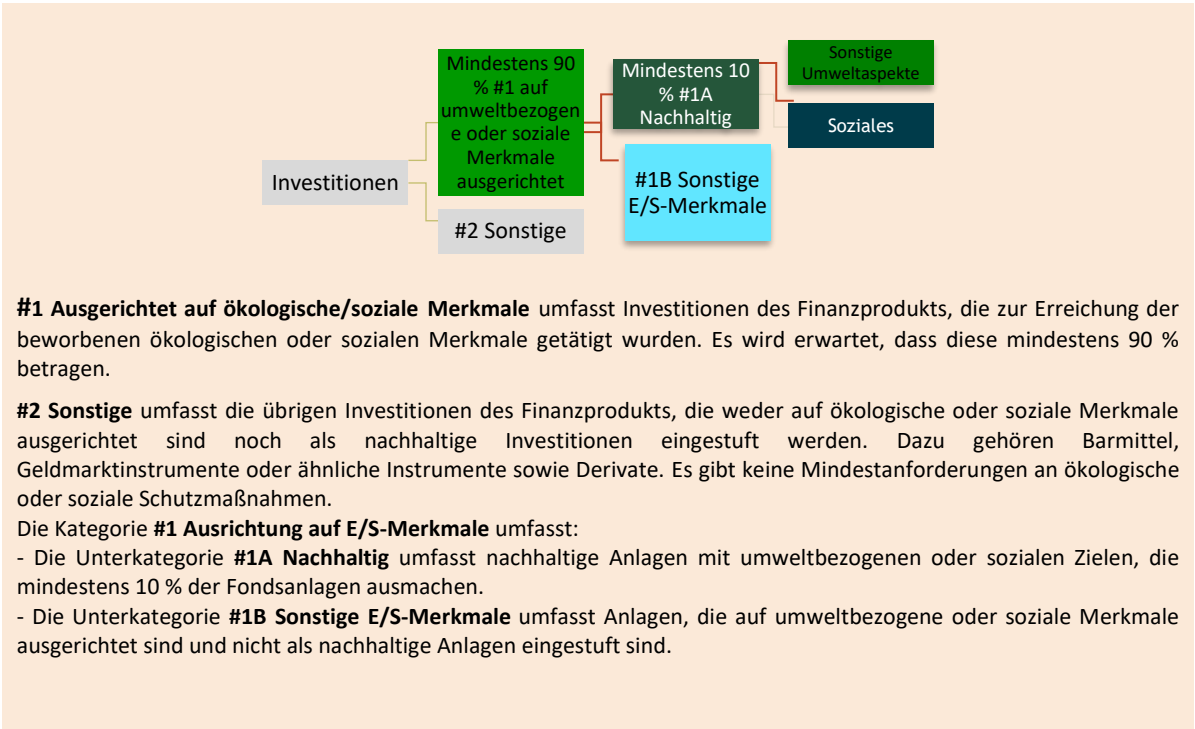 Investitionen
Mindestens 90
% #1 auf
umweltbezogen
e oder soziale
Merkmale
ausgerichtet
#2 Sonstige
Mindestens 10
% #1A
Nachhaltig
#1B Sonstige
E/S-Merkmale
Sonstige
Umweltaspekte
Soziales
#1 Ausgerichtet auf ökologische/soziale Merkmale umfasst Investitionen des Finanzprodukts, die zur Erreichung der
beworbenen ökologischen oder sozialen Merkmale getätigt wurden. Es wird erwartet, dass diese mindestens 90 %
betragen.
#2 Sonstige umfasst die übrigen Investitionen des Finanzprodukts, die weder auf ökologische oder soziale Merkmale
ausgerichtet sind noch als nachhaltige Investitionen eingestuft werden. Dazu gehören Barmittel,
Geldmarktinstrumente oder ähnliche Instrumente sowie Derivate. Es gibt keine Mindestanforderungen an ökologische
oder soziale Schutzmaßnahmen.
Die Kategorie #1 Ausrichtung auf E/S-Merkmale umfasst:
- Die Unterkategorie #1A Nachhaltig umfasst nachhaltige Anlagen mit umweltbezogenen oder sozialen Zielen, die
mindestens 10 % der Fondsanlagen ausmachen.
- Die Unterkategorie #1B Sonstige E/S-Merkmale umfasst Anlagen, die auf umweltbezogene oder soziale Merkmale
ausgerichtet sind und nicht als nachhaltige Anlagen eingestuft sind.